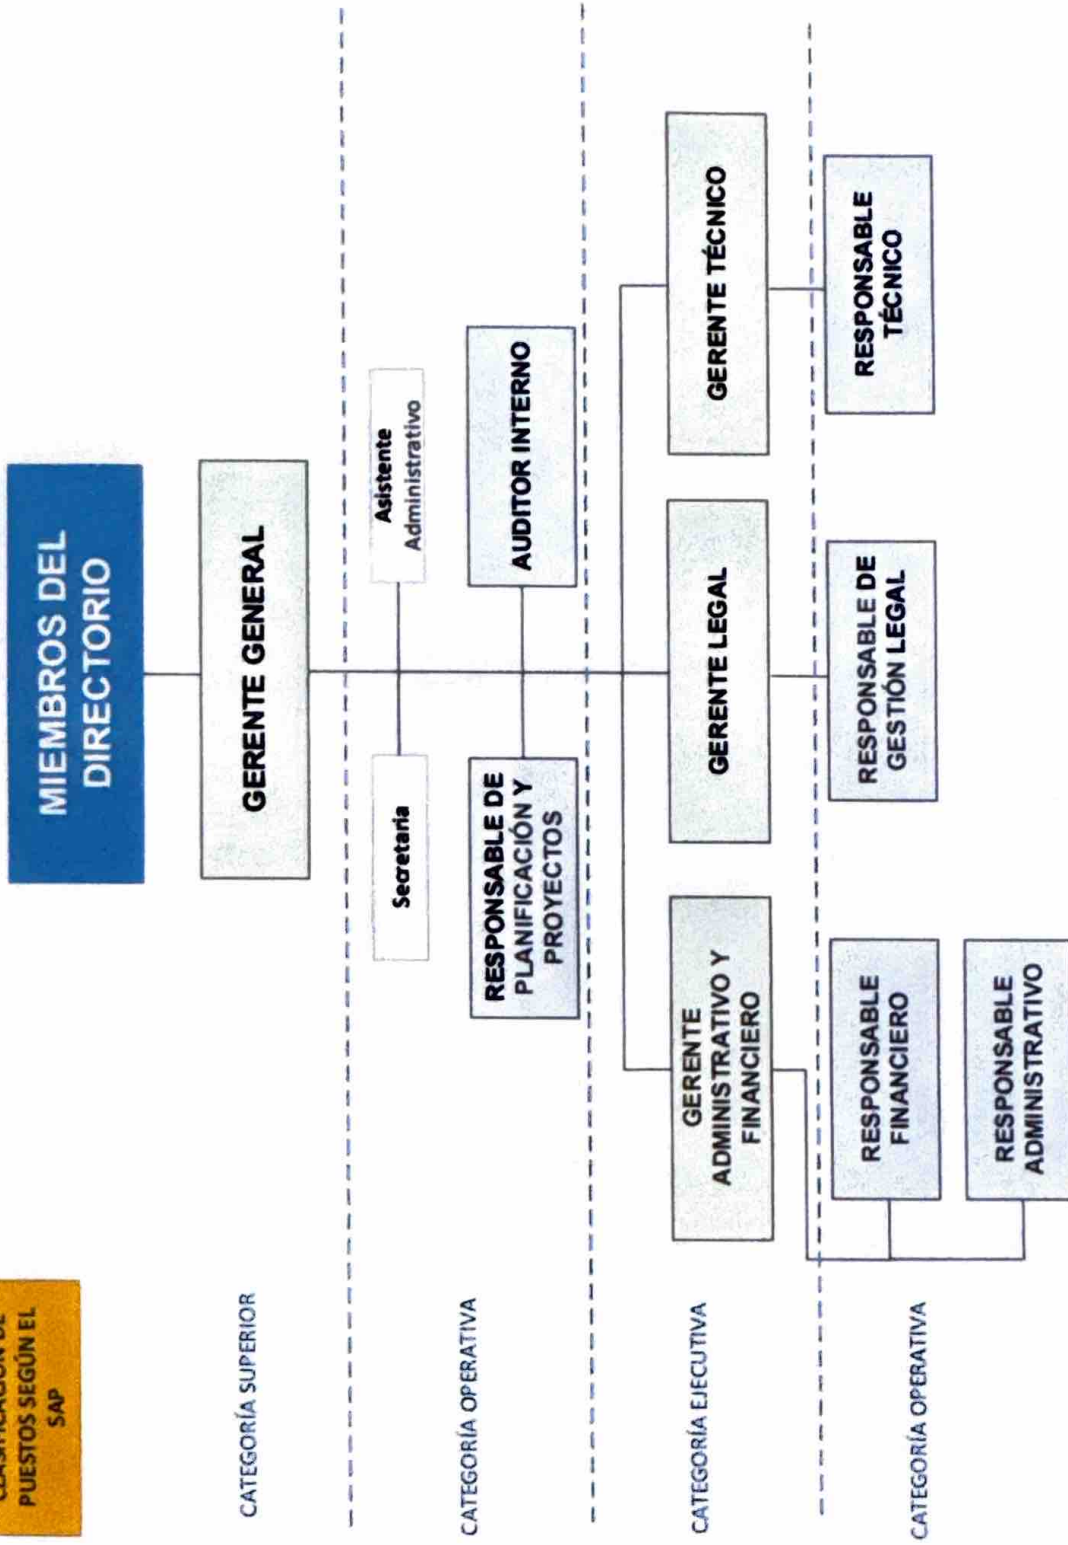 CLASIFICACIÓN DE
PUESTOS SEGÚN EL
SAP
MIEMBROS DEL
DIRECTORIO
CATEGORÍA SUPERIOR
GERENTE GENERAL
CATEGORÍA OPERATIVA
Secretaria
Asistente
Administrativo
RESPONSABLE DE
PLANIFICACIÓN Y
PROYECTOS
AUDITOR INTERNO
CATEGORÍA EJECUTIVA
GERENTE
ADMINISTRATIVO Y
FINANCIERO
GERENTE LEGAL
GERENTE TÉCNICO
CATEGORÍA OPERATIVA
RESPONSABLE
FINANCIERO
RESPONSABLE DE
GESTIÓN LEGAL
RESPONSABLE
TÉCNICO
RESPONSABLE
ADMINISTRATIVO